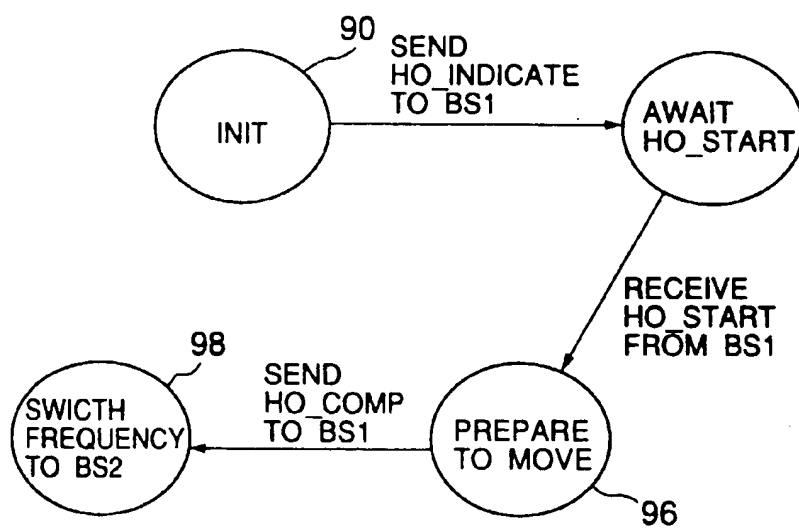 90
SEND
HO_INDICATE
TO BS1
INIT
AWAIT
HO_START
RECEIVE
HO_START
FROM BS1
98
SEND
HO_COMP
TO BS1
SWICTH
FREQUENCY
TO BS2
PREPARE
TO MOVE
96